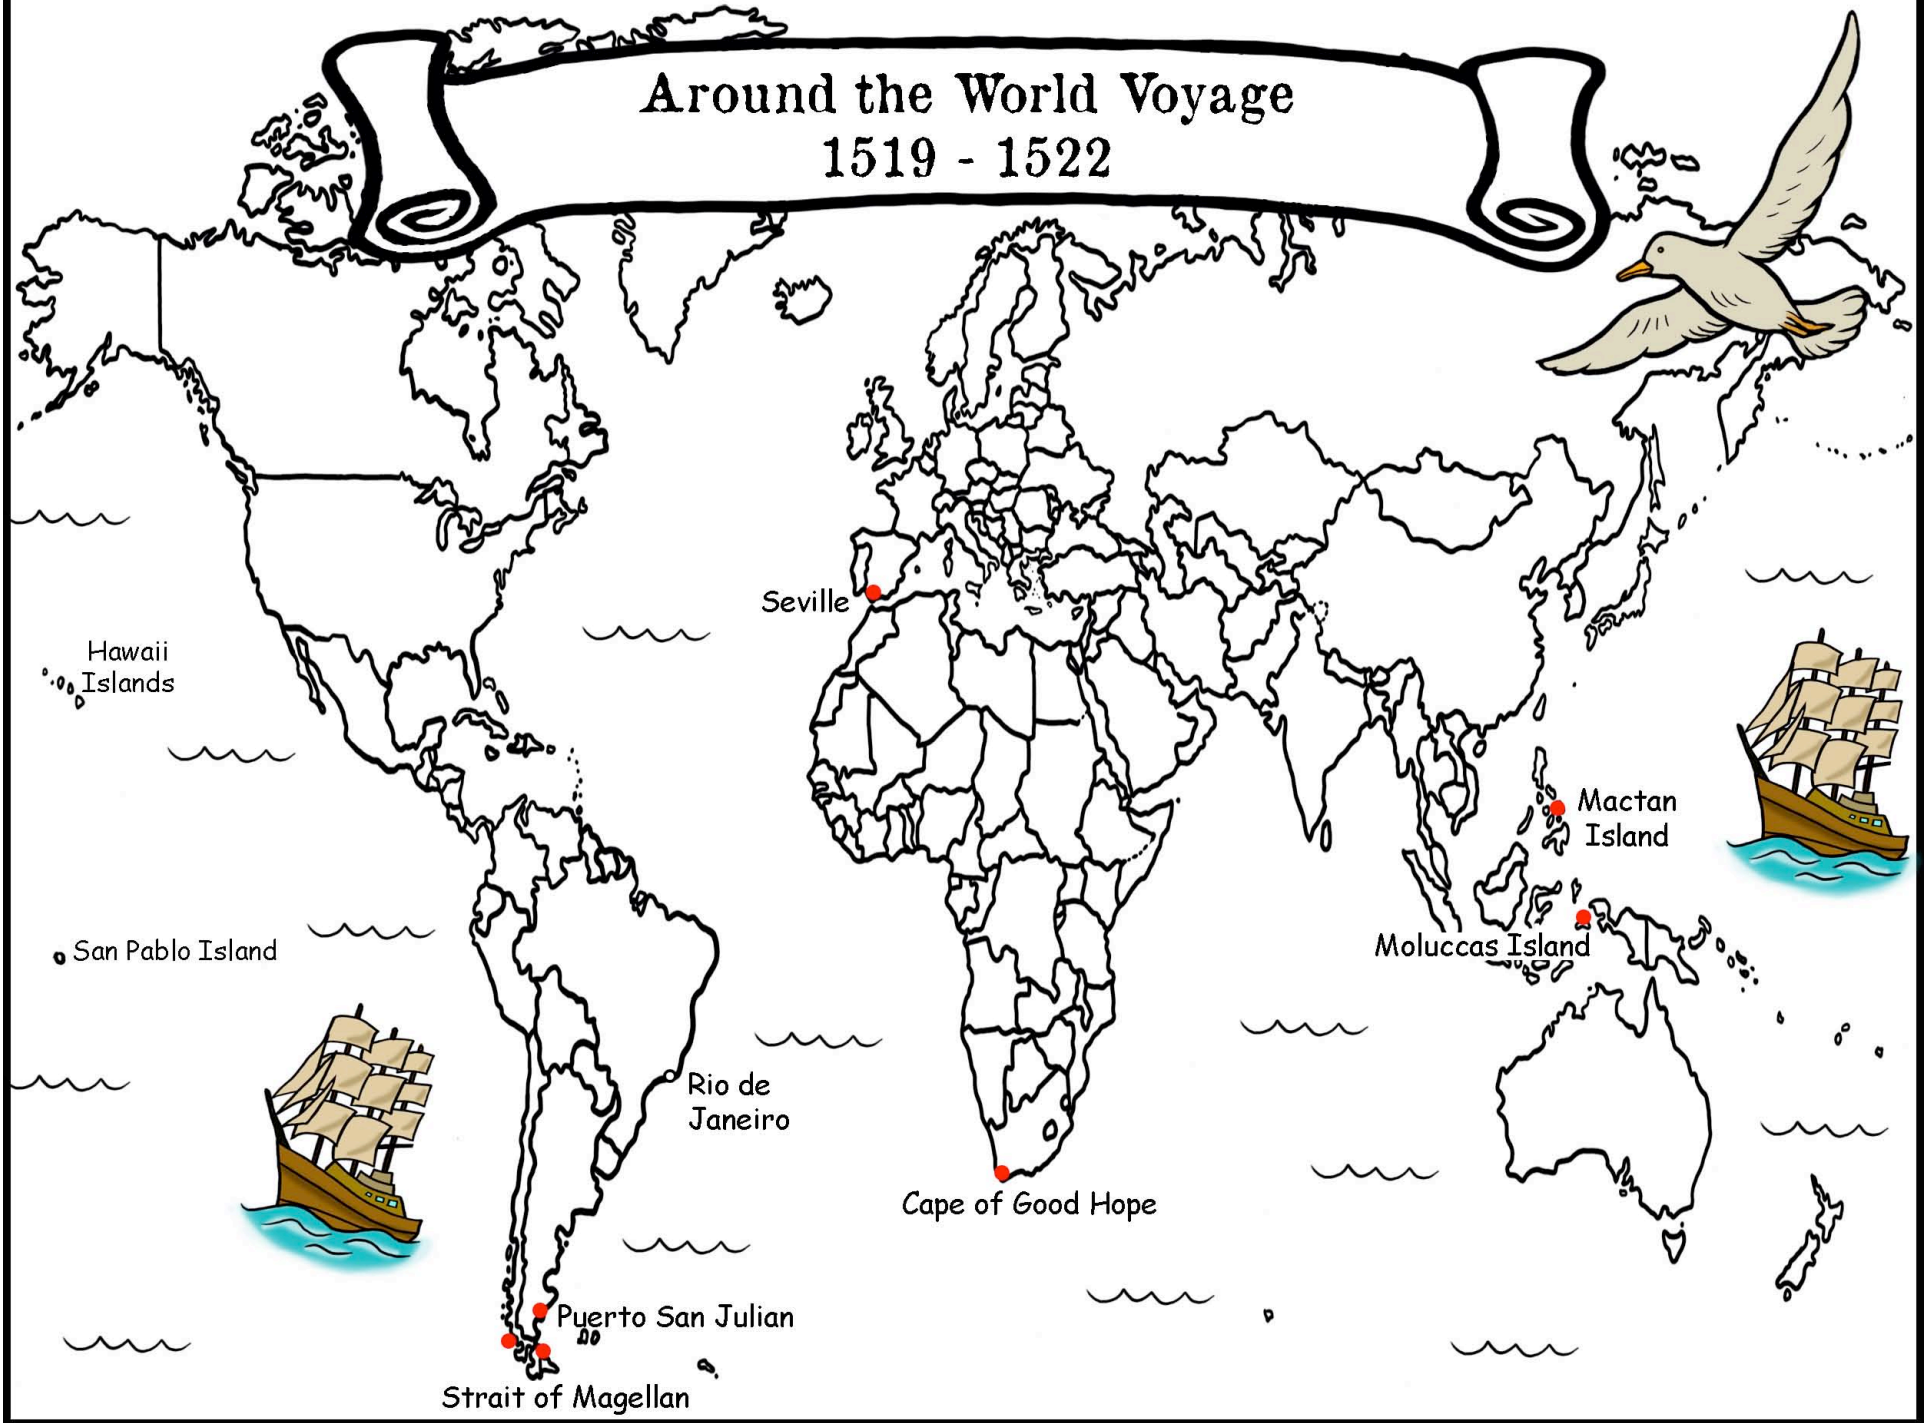 Around the World Voyage
1519 - 1522
Seville
Hawaii
Islands
Mactan
Island
Moluccas Island
San Pablo Island
Rio de
Janeiro
Cape of Good Hope
Puerto San Julian
Strait of Magellan